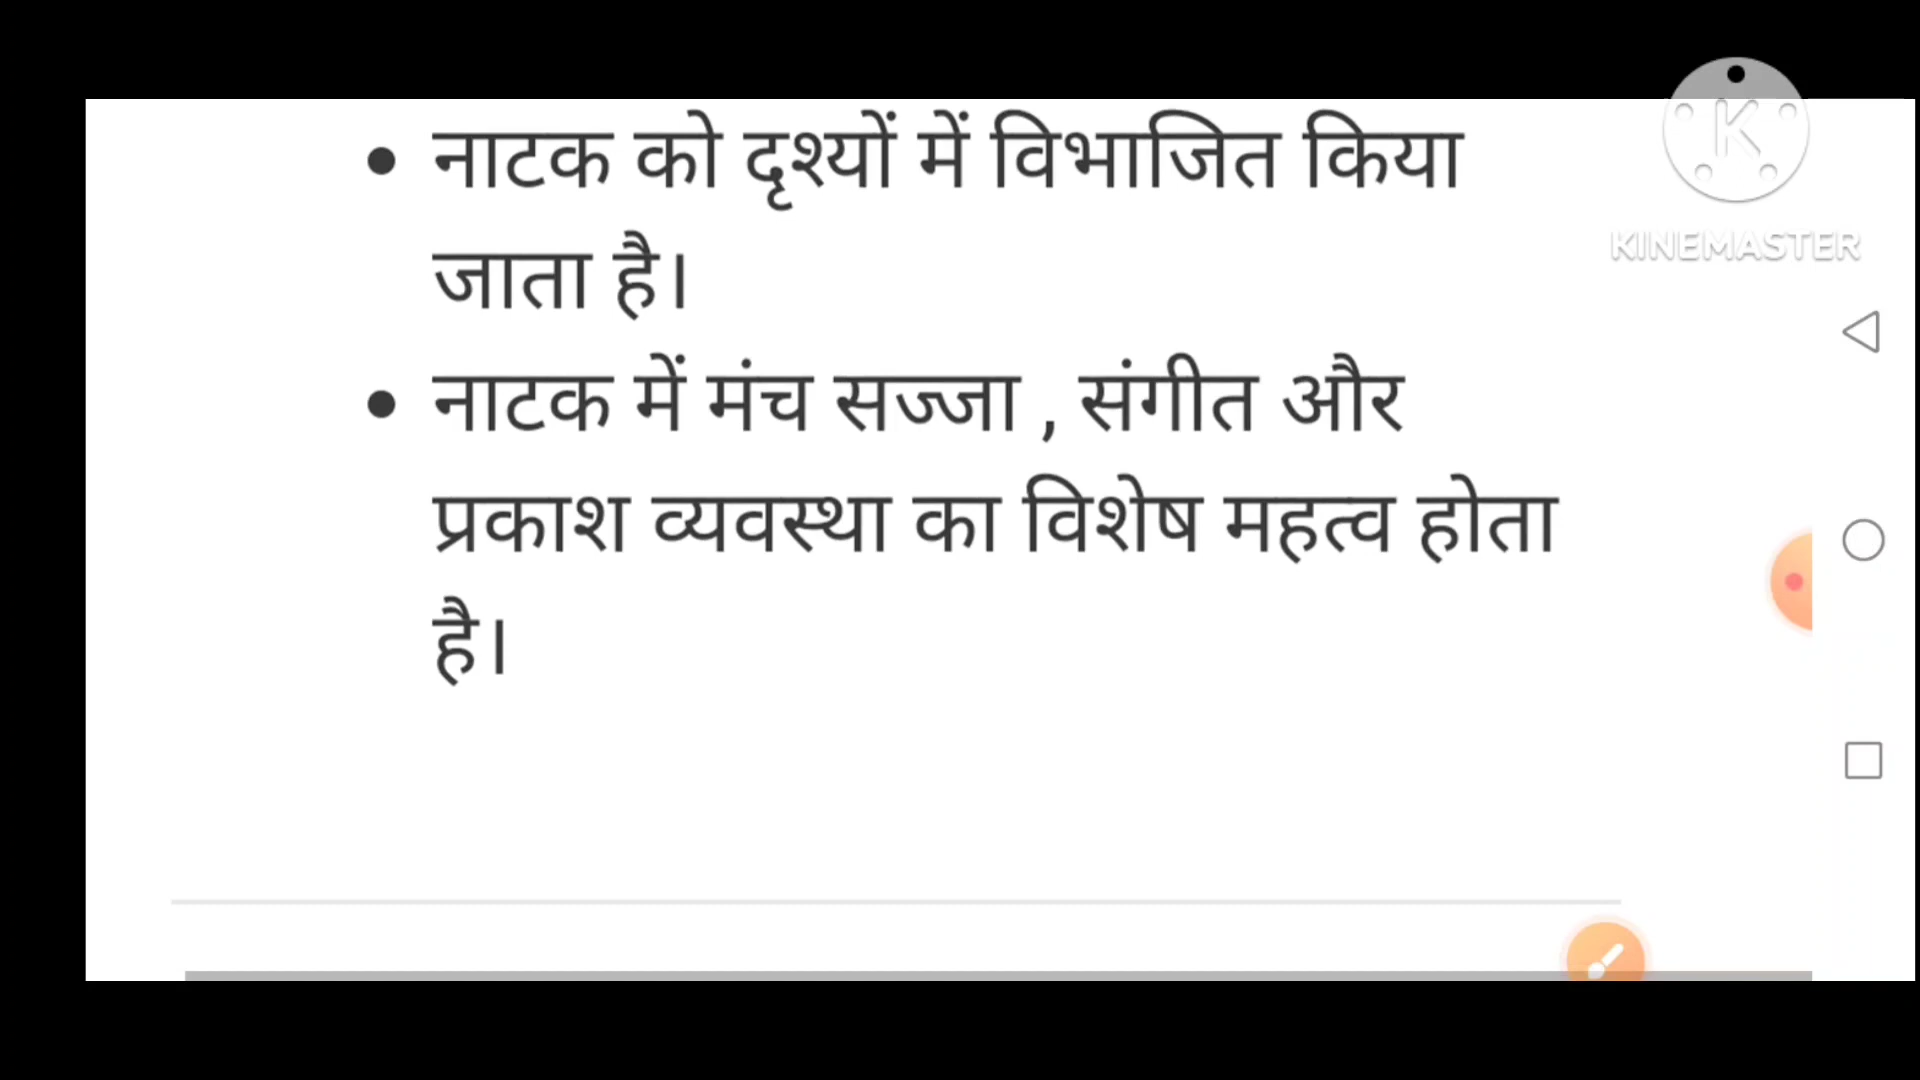 • नाटक को दृश्यों में विभाजित किया
जाता है।
• नाटक में मंच सज्जा , संगीत और
प्रकाश व्यवस्था का विशेष महत्व होता
है।
K
KINEMASTER